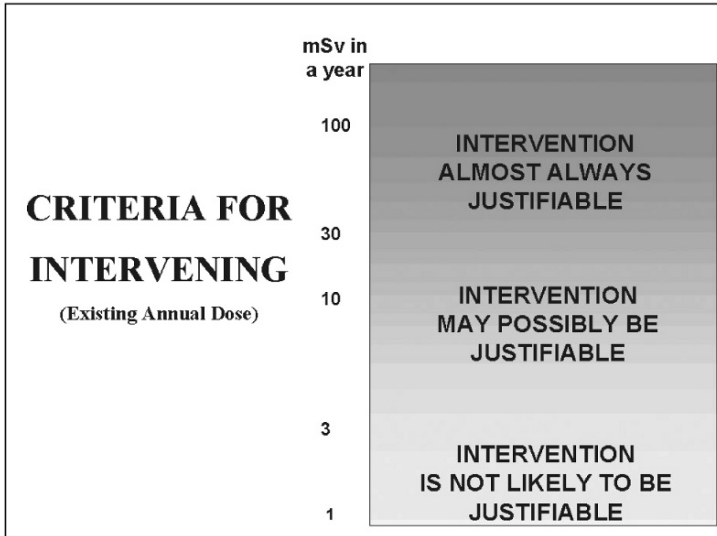 mSv in
a year
100
INTERVENTION
ALMOST ALWAYS
JUSTIFIABLE
CRITERIA FOR
INTERVENING
(Existing Annual Dose)
30
10
INTERVENTION
MAY POSSIBLY BE
JUSTIFIABLE
3
INTERVENTION
IS NOT LIKELY TO BE
JUSTIFIABLE
1